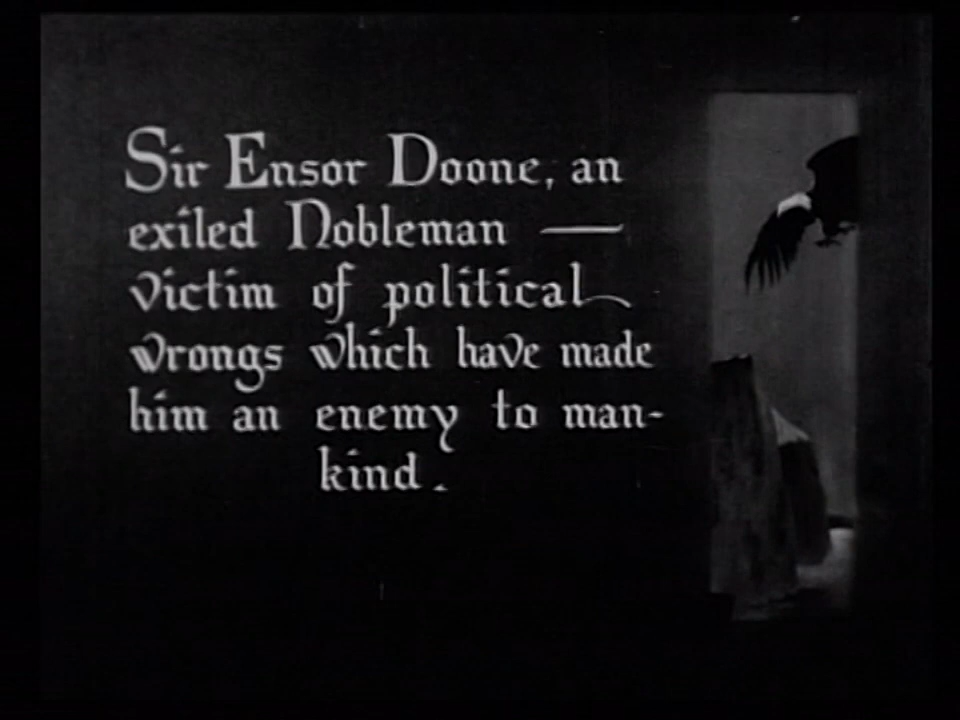 Sir Ensor Doone, an
exiled Nobleman —
victim of political
wrongs which have made
him an enemy to man-
kind.